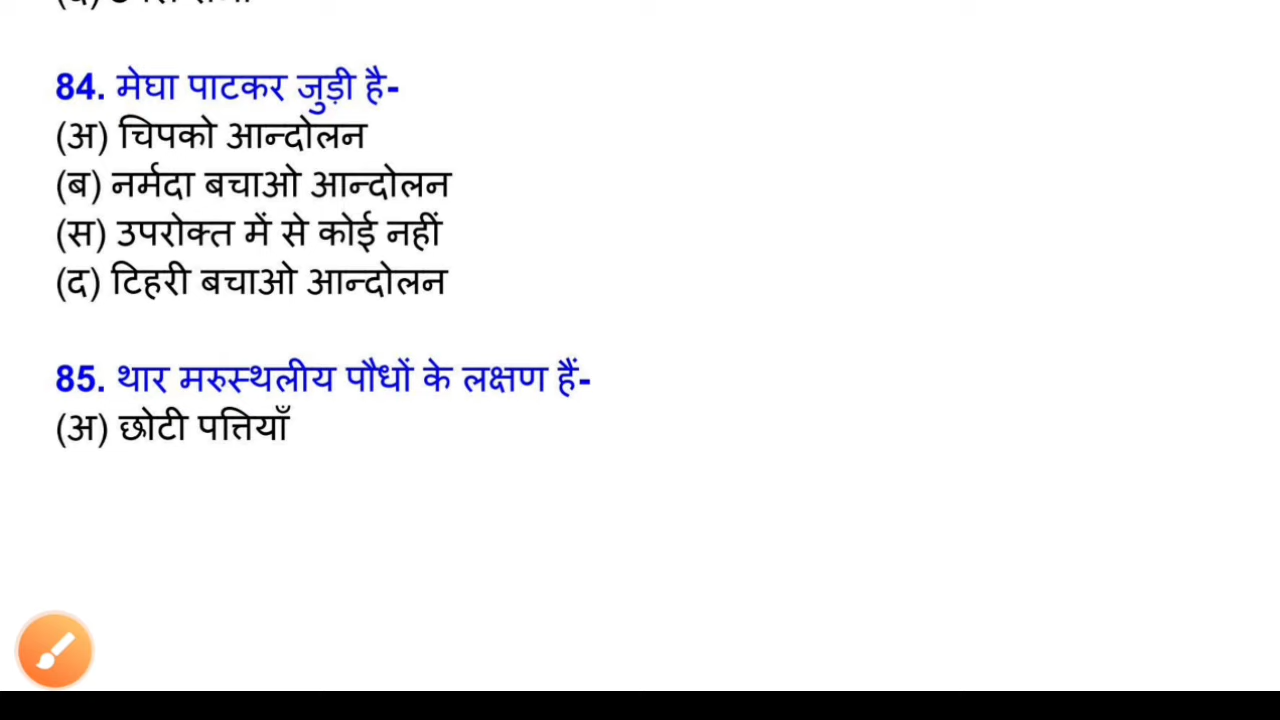 84. मेघा पाटकर जुड़ी है-
(अ) चिपको आन्दोलन
(ब) नर्मदा बचाओ आन्दोलन
(स) उपरोक्त में से कोई नहीं
(द) टिहरी बचाओ आन्दोलन
85. थार मरुस्थलीय पौधों के लक्षण हैं-
(अ) छोटी पत्तियाँ